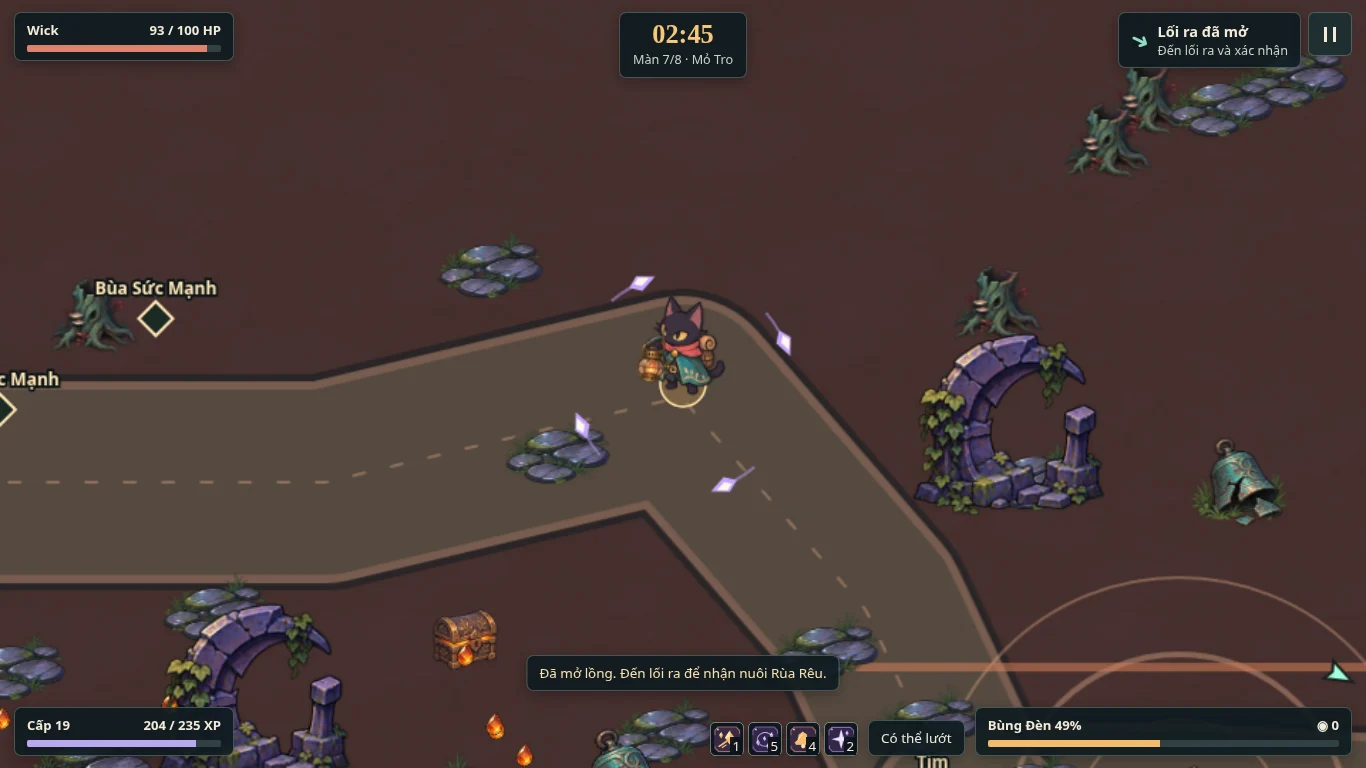 Wick
93 / 100 HP
02:45
Màn 7/8 · Mỏ Tro
Lối ra đã mở
Đến lối ra và xác nhận
Bùa Sức Mạnh
Mạnh
Đã mở lồng. Đến lối ra để nhận nuôi Rùa Rêu.
Cấp 19
204 / 235 XP
1
5
4
2
Có thể lướt
Bùng Đèn 49%
0